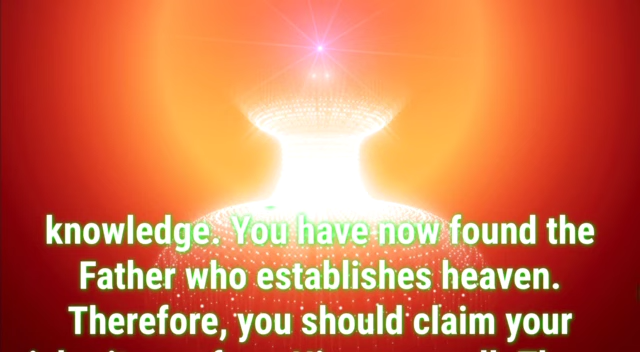 knowledge. You have now found the
Father who establishes heaven.
Therefore, you should claim your